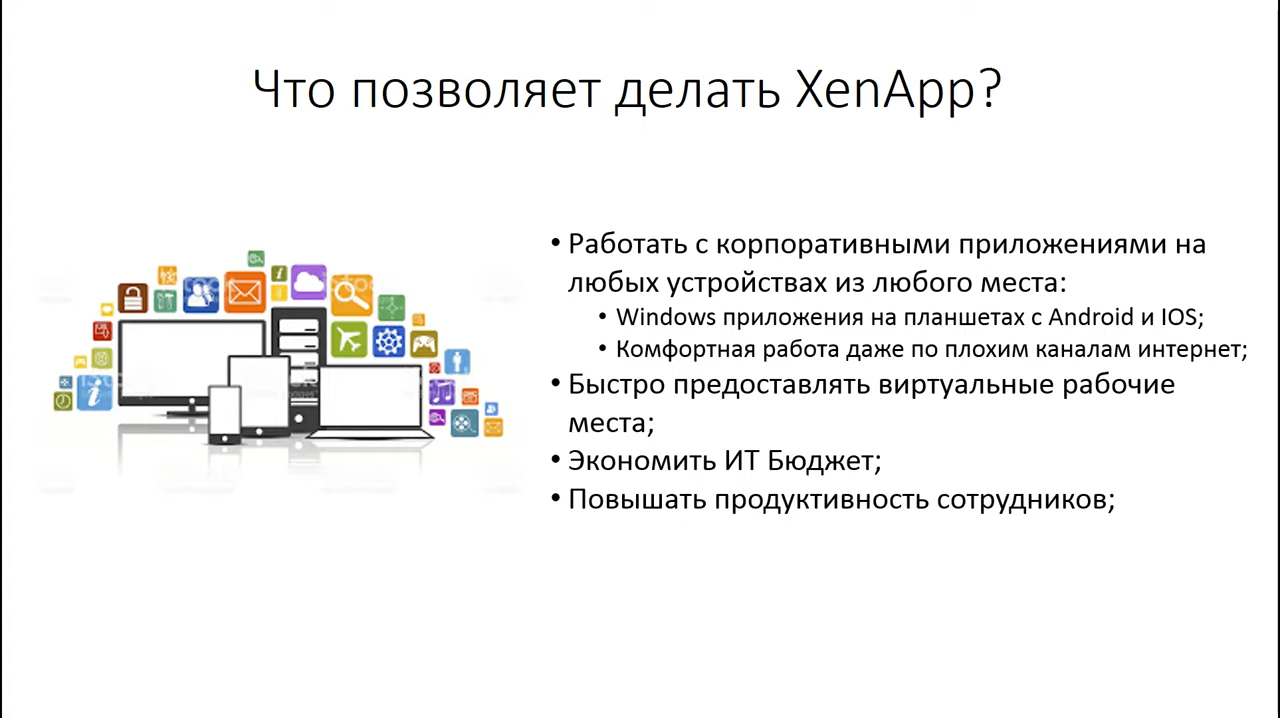 Что позволяет делать XenApp?
• Работать с корпоративными приложениями на
любых устройствах из любого места:
• Windows приложения на планшетах с Android и IOS;
• Комфортная работа даже по плохим каналам интернет;
• Быстро предоставлять виртуальные рабочие
места;
• Экономить ИТ Бюджет;
• Повышать продуктивность сотрудников;